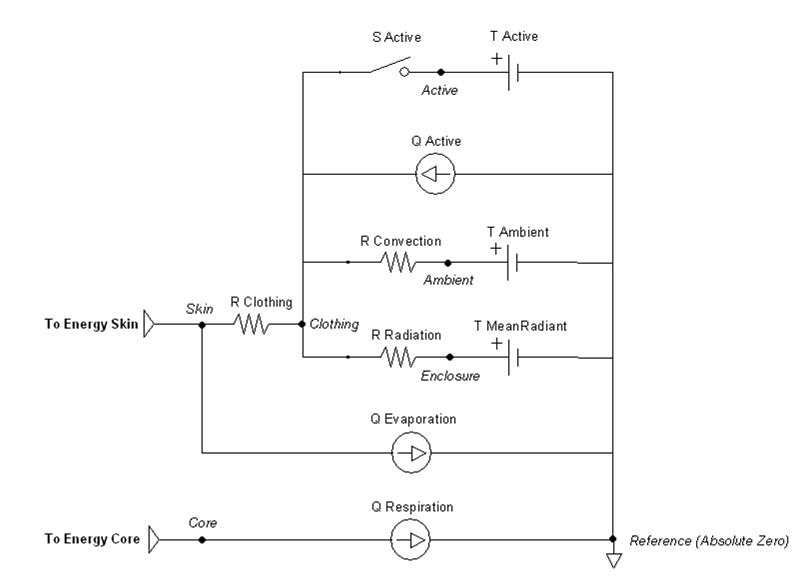 S Active
T Active
+
Active
Q Active
R Convection
T Ambient
+
Ambient
Skin
R Clothing
To Energy Skin
Clothing
R Radiation
T MeanRadiant
+
Enclosure
Q Evaporation
Q Respiration
Core
To Energy Core
Reference (Absolute Zero)